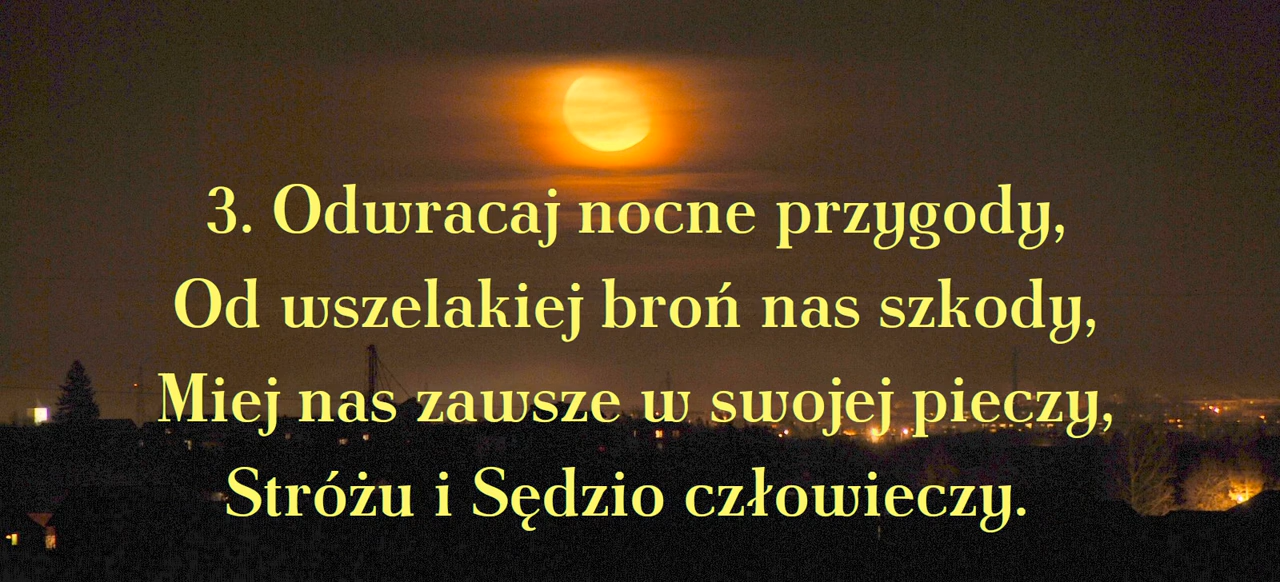 3. Odwracaj nocne przygody,
Od wszelakiej broń nas szkody,
Miej nas zawsze w swojej pieczy,
Stróżu i Sędzio człowieczy.